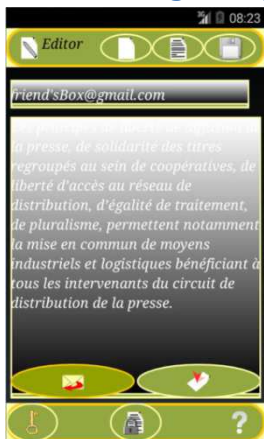 08:23
Editor
friend'sBox@gmail.com
la presse, de solidarité des titres
regroupés au sein de coopératives, de
liberté d'accès au réseau de
distribution, d'égalité de traitement,
de pluralisme, permettent notamment
la mise en commun de moyens
industriels et logistiques bénéficiant à
tous les intervenants du circuit de
distribution de la presse.
?